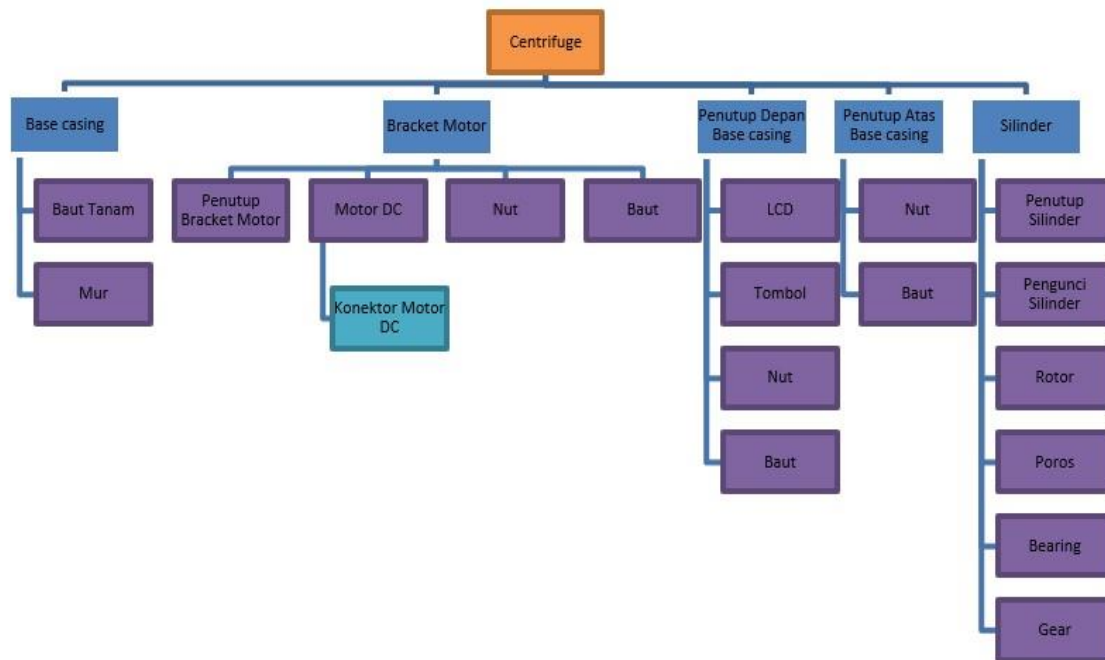 Centrifuge
Base casing
Bracket Motor
Penutup Depan
Base casing
Penutup Atas
Base casing
Silinder
Baut Tanam
Mur
Penutup
Bracket Motor
Motor DC
Nut
Baut
Konektor Motor
DC
LCD
Tombol
Nut
Baut
Nut
Baut
Penutup
Silinder
Pengunci
Silinder
Rotor
Poros
Bearing
Gear